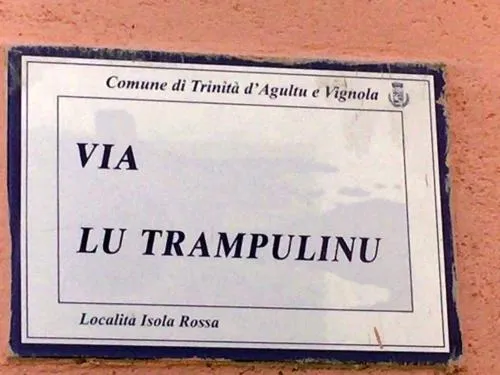 Comune di Trinità d'Agultu e Vignola
VIA
LU TRAMPULINU
Località Isola Rossa